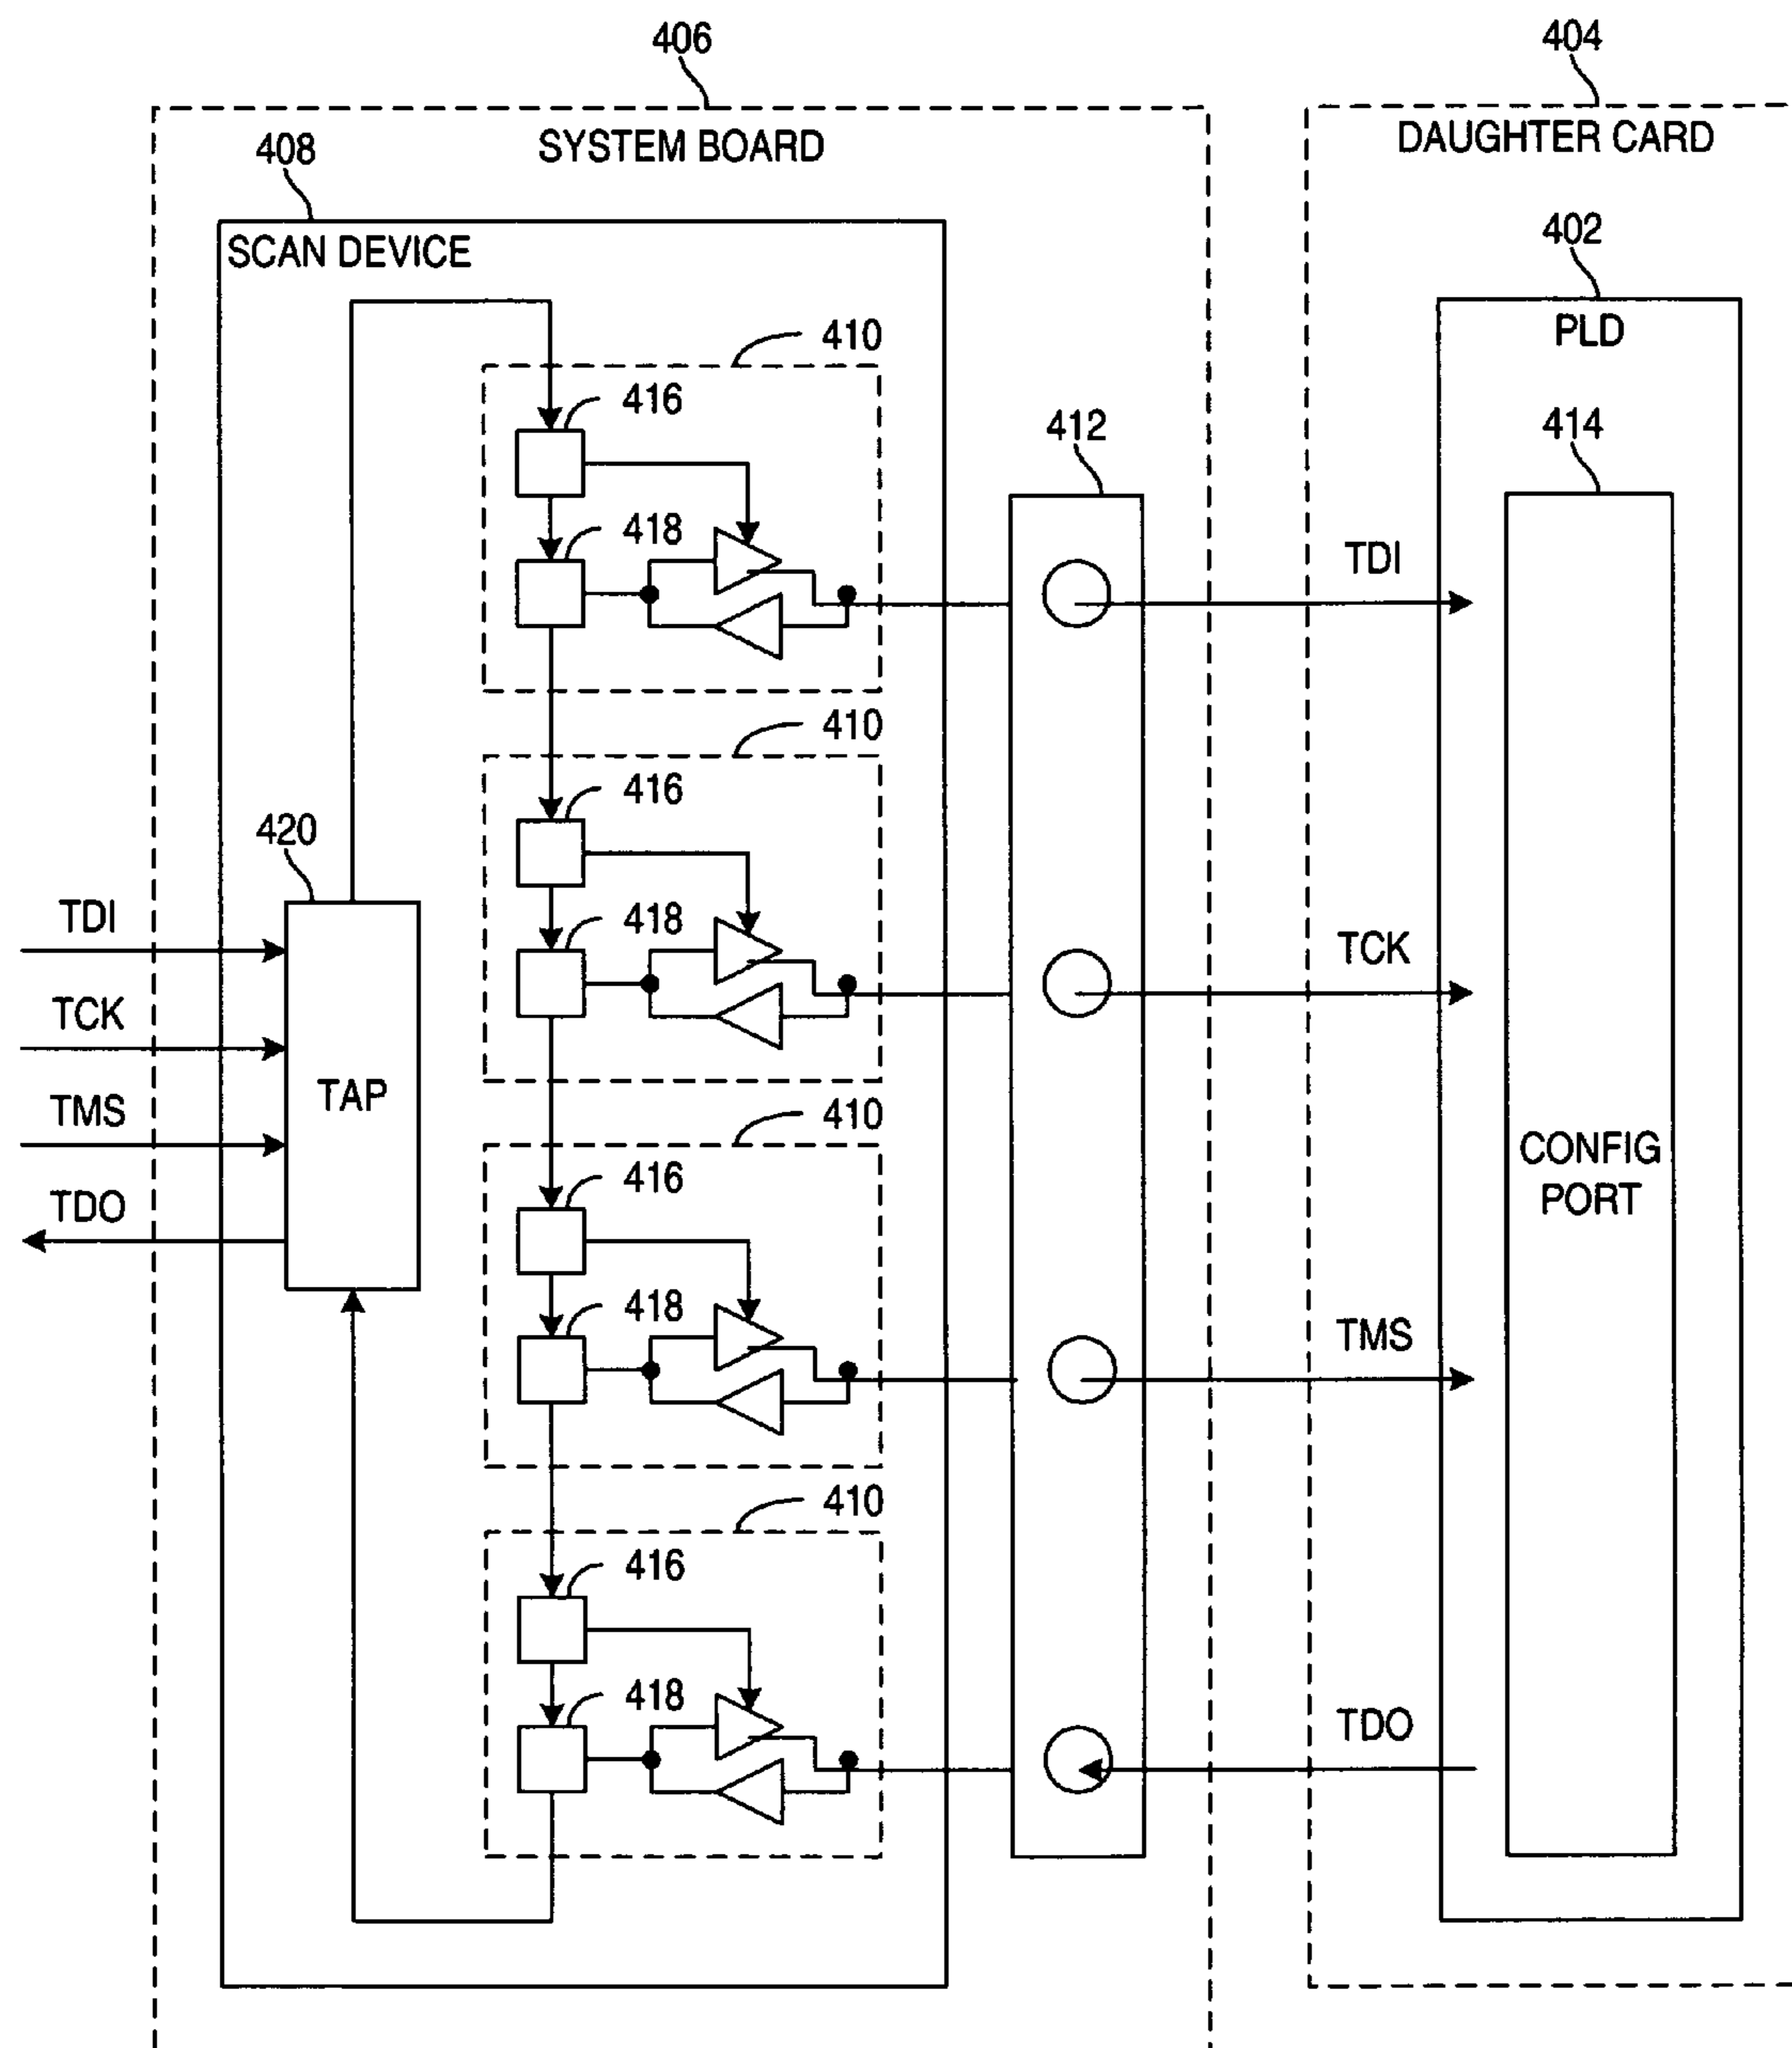 406
404
SYSTEM BOARD
DAUGHTER CARD
408
SCAN DEVICE
402
PLD
410
416
412
414
418
TDI
410
416
420
418
TCK
TDI
TCK
TMS
TDO
TAP
410
416
CONFIG
PORT
418
TMS
410
416
418
TDO